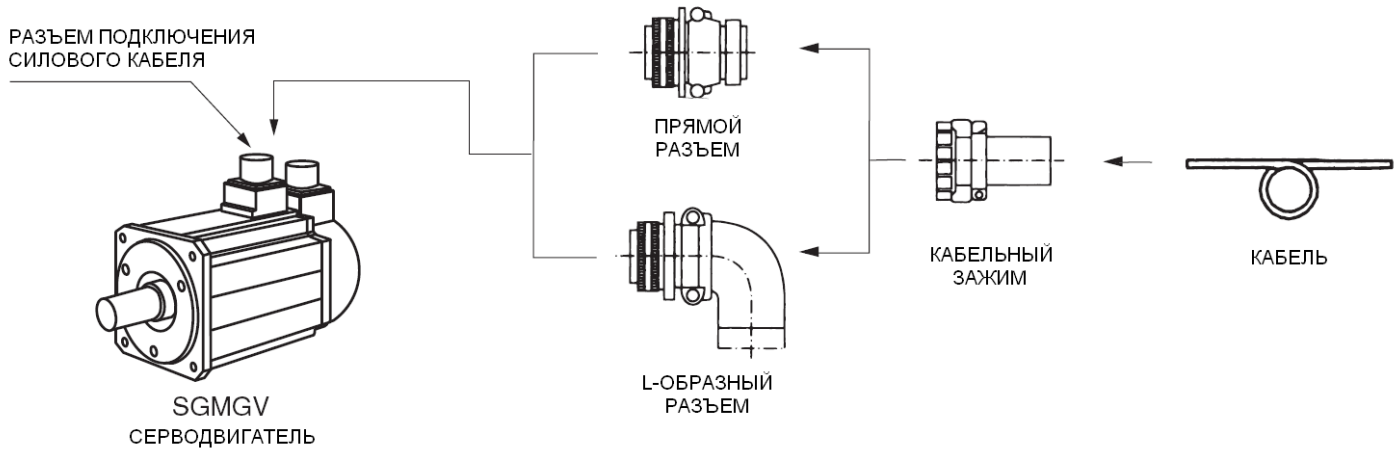 РАЗЪЕМ ПОДКЛЮЧЕНИЯ
СИЛОВОГО КАБЕЛЯ
ПРЯМОЙ
РАЗЪЕМ
КАБЕЛЬНЫЙ
ЗАЖИМ
КАБЕЛЬ
L-ОБРАЗНЫЙ
РАЗЪЕМ
SGMGV
СЕРВОДВИГАТЕЛЬ